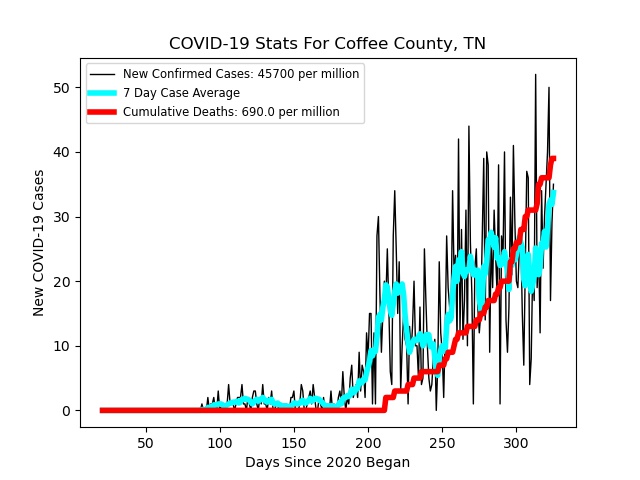 COVID-19 Stats For Coffee County, TN
New Confirmed Cases: 45700 per million
7 Day Case Average
Cumulative Deaths: 690.0 per million
New COVID-19 Cases
50
40
30
20
10
0
50 100 150 200 250 300
Days Since 2020 Began